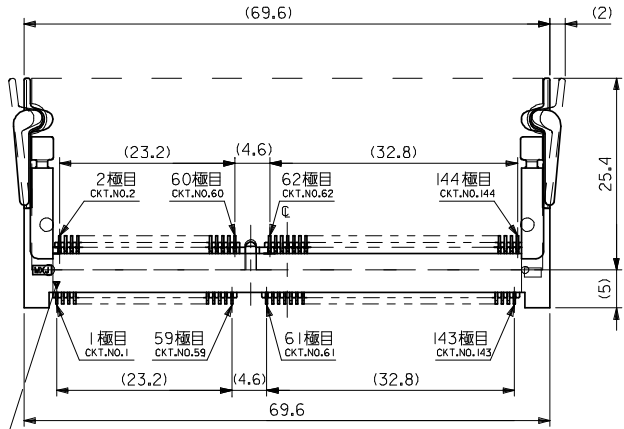 (69.6)
(2)
(23.2)
(4.6)
(32.8)
2極目
CKT.NO.2
60極目
CKT.NO.60
62極目
CKT.NO.62
144極目
CKT.NO.144
℄
25.4
(5)
1極目
CKT.NO.1
59極目
CKT.NO.59
61極目
CKT.NO.61
143極目
CKT.NO.143
(23.2)
(4.6)
(32.8)
69.6